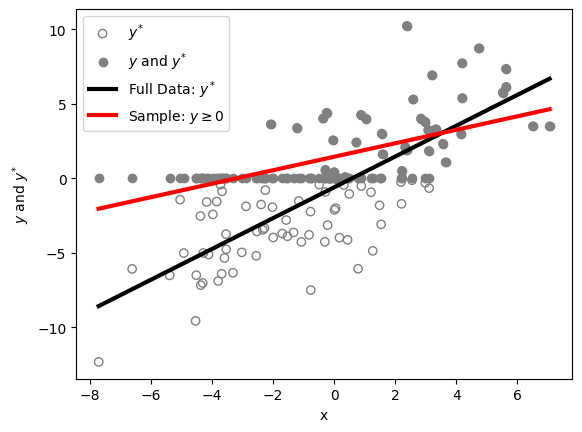 y*
y and y*
Full Data: y*
Sample: y ≥ 0
10
5
0
−5
−10
y and y*
−8
−6
−4
−2
0
2
4
6
x